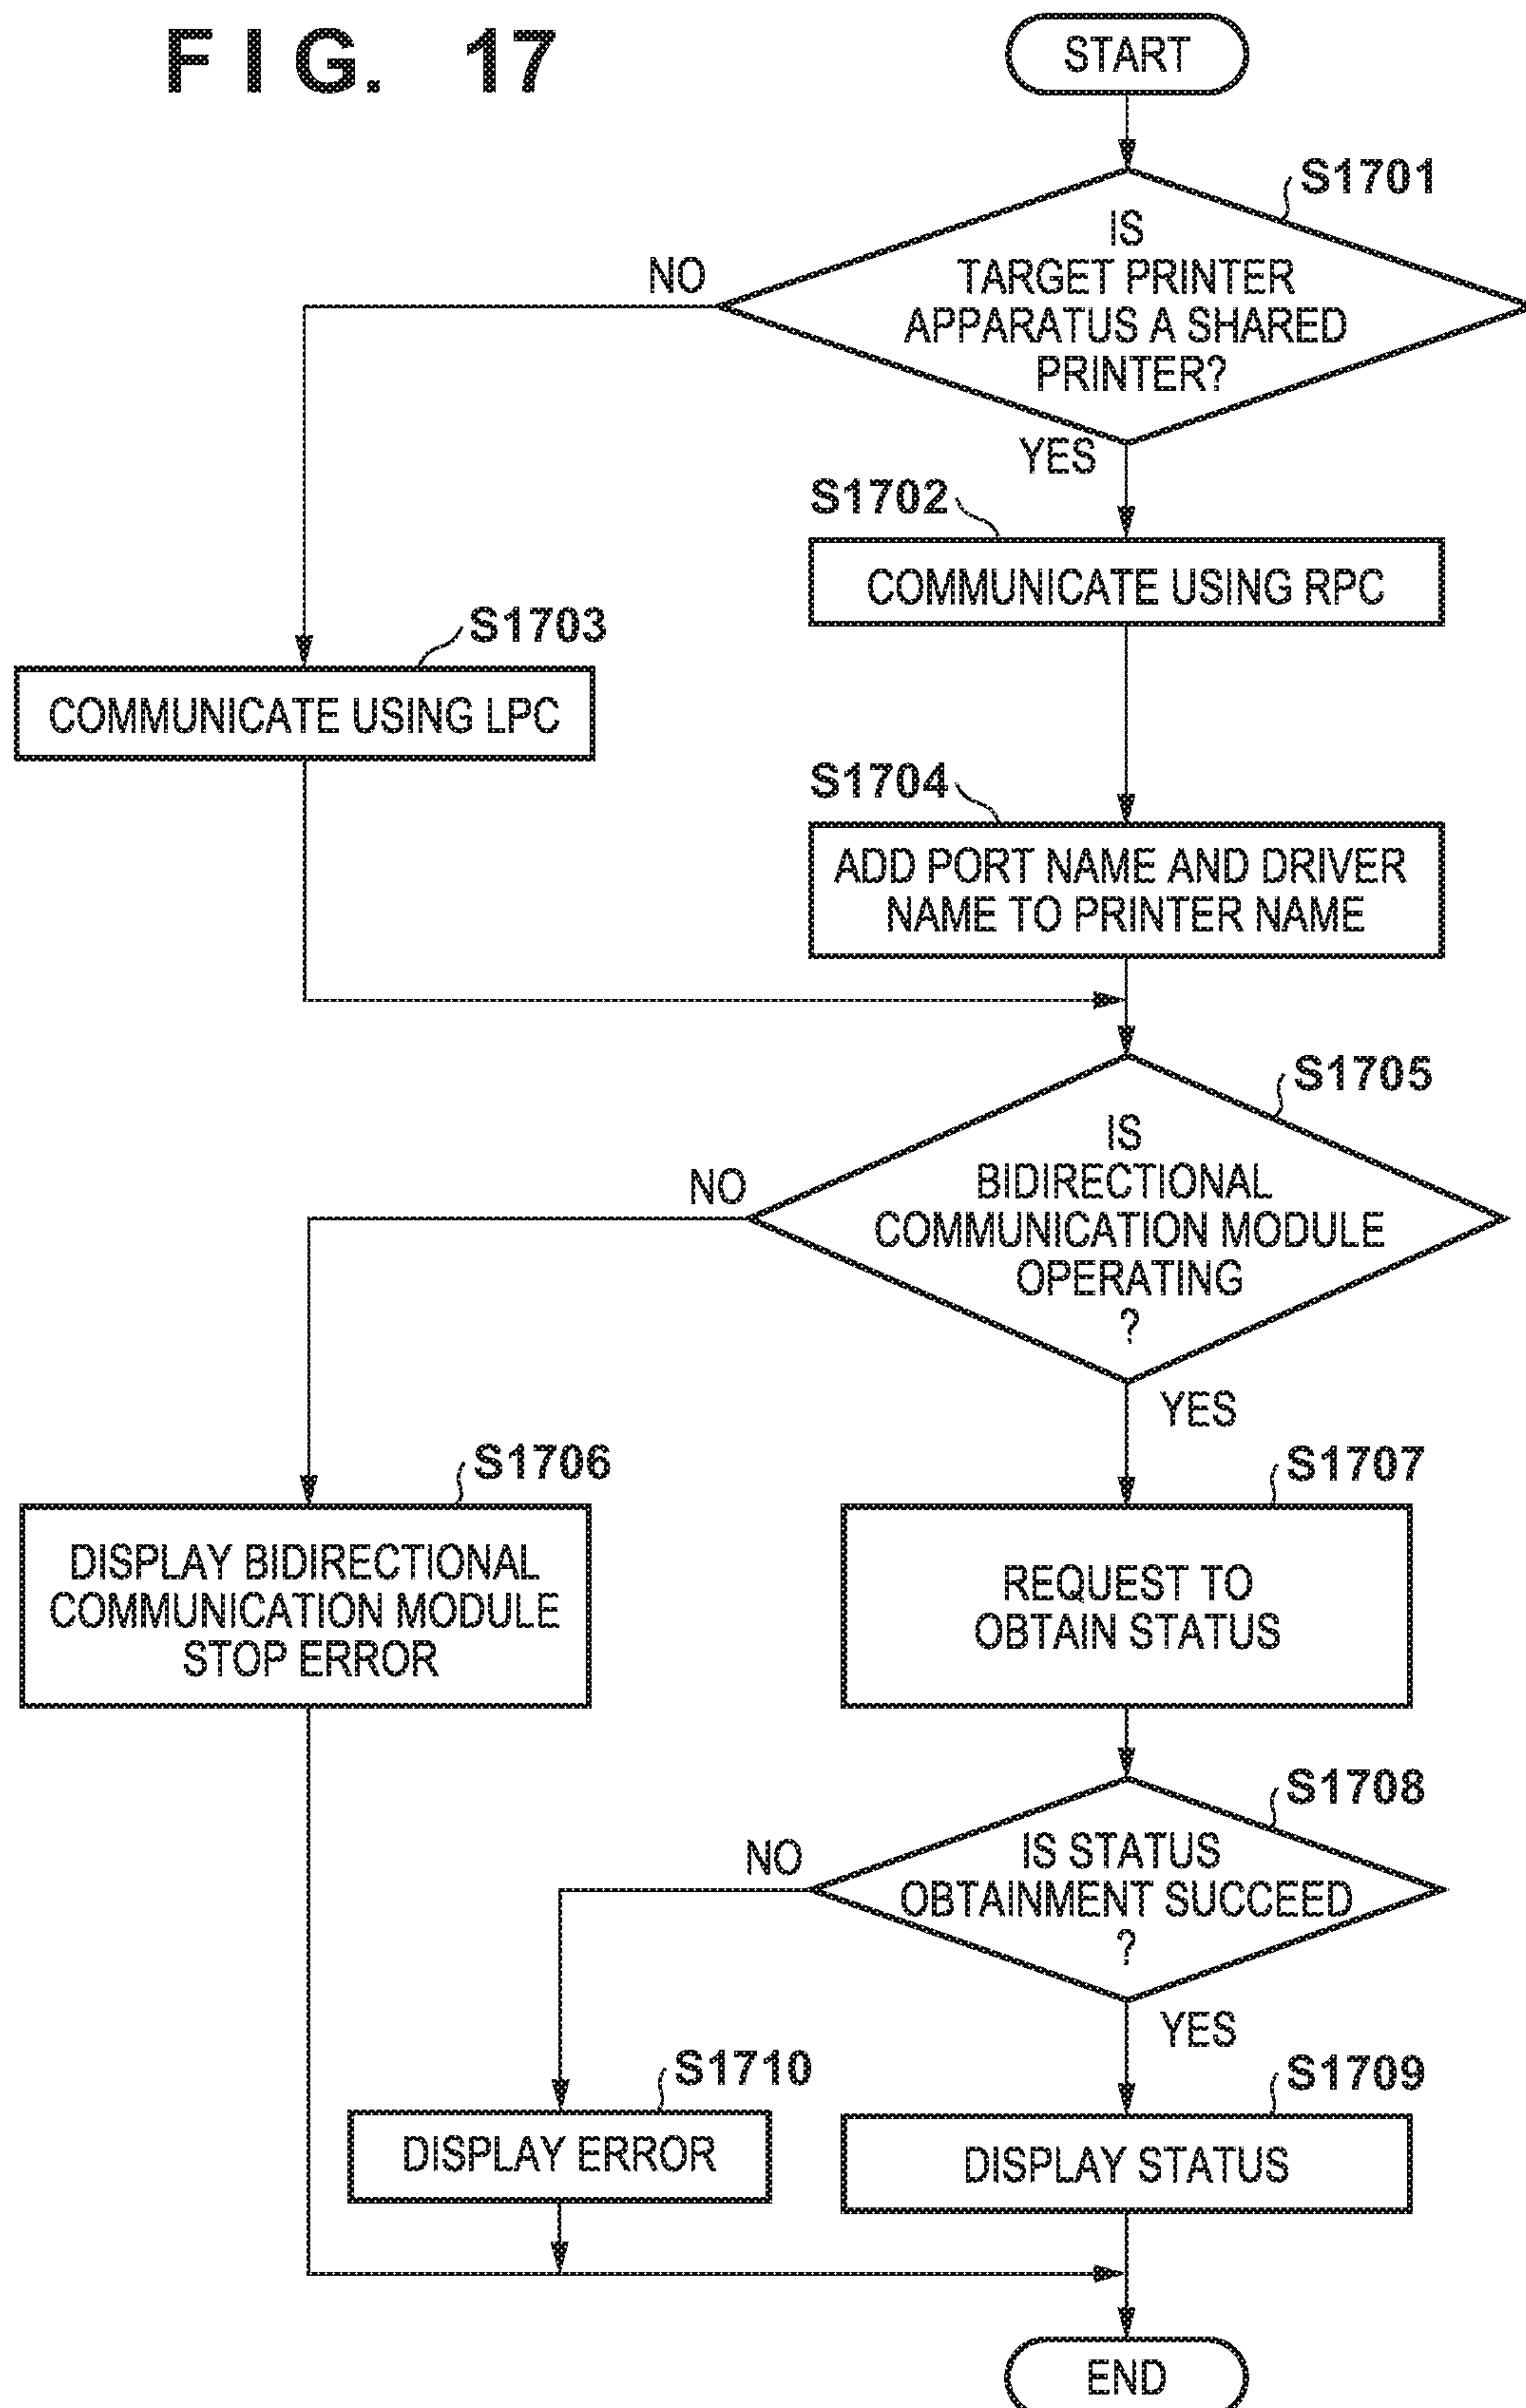 FIG. 17
START
S1701
IS
TARGET PRINTER
APPARATUS A SHARED
PRINTER?
NO
YES
S1702
COMMUNICATE USING RPC
S1703
COMMUNICATE USING LPC
S1704
ADD PORT NAME AND DRIVER
NAME TO PRINTER NAME
S1705
IS
BIDIRECTIONAL
COMMUNICATION MODULE
OPERATING
?
NO
YES
S1706
DISPLAY BIDIRECTIONAL
COMMUNICATION MODULE
STOP ERROR
S1707
REQUEST TO
OBTAIN STATUS
S1708
IS STATUS
OBTAINMENT SUCCEED
?
NO
YES
S1710
DISPLAY ERROR
S1709
DISPLAY STATUS
END